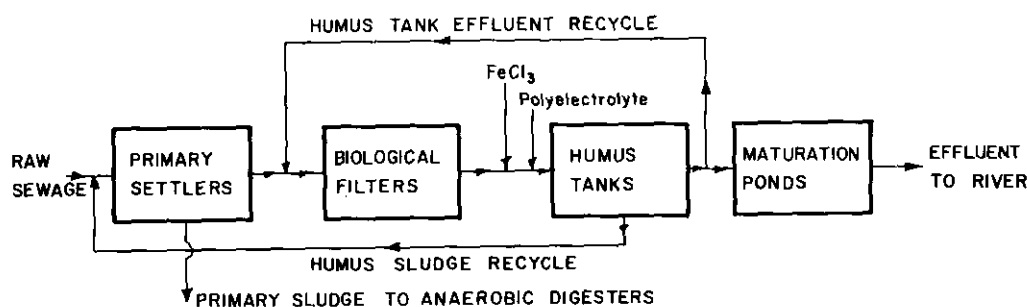 HUMUS TANK EFFLUENT RECYCLE
FeCl₃
Polyelectrolyte
RAW
SEWAGE
PRIMARY
SETTLERS
BIOLOGICAL
FILTERS
HUMUS
TANKS
MATURATION
PONDS
EFFLUENT
TO RIVER
HUMUS SLUDGE RECYCLE
PRIMARY SLUDGE TO ANAEROBIC DIGESTERS